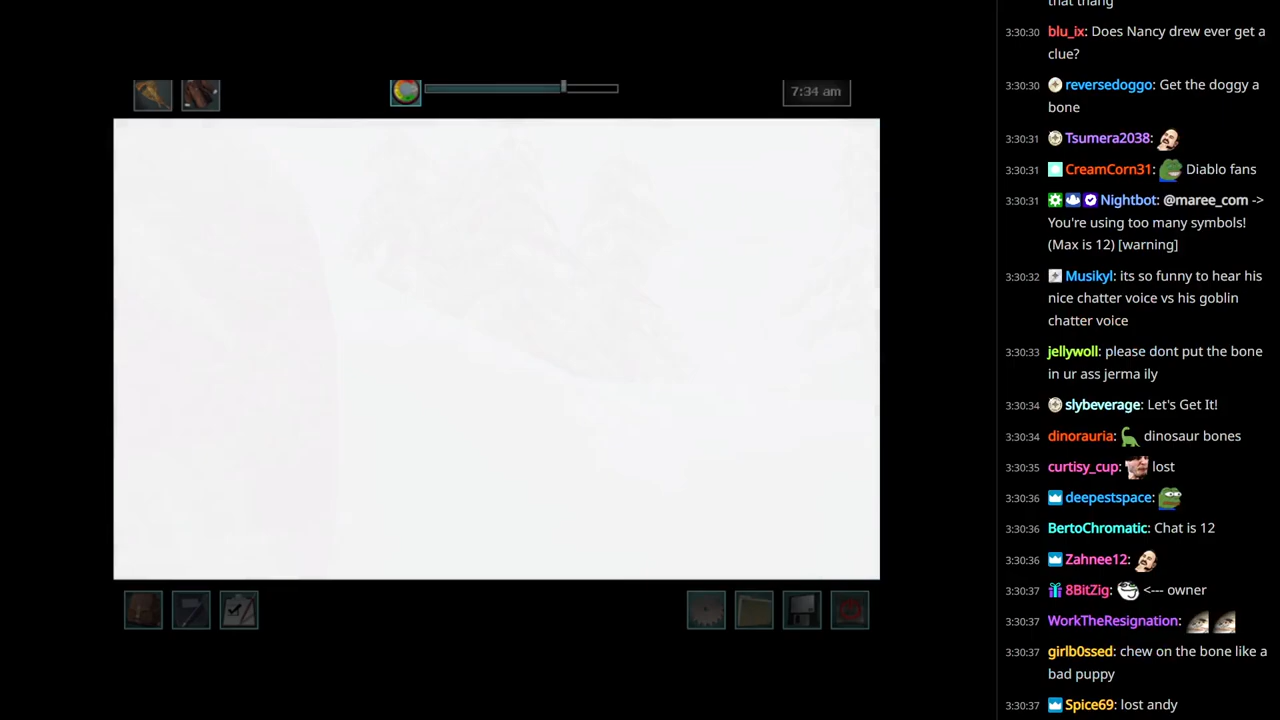 7:34 am
that thang
3:30:30 blu_ix: Does Nancy drew ever get a
clue?
3:30:30 reversedoggo: Get the doggy a
bone
3:30:31 Tsumera2038:
3:30:31 CreamCorn31: Diablo fans
3:30:31 Nightbot: @maree_com ->
You're using too many symbols!
(Max is 12) [warning]
3:30:32 Musikyl: its so funny to hear his
nice chatter voice vs his goblin
chatter voice
3:30:33 jellywoll: please dont put the bone
in ur ass jerma ily
3:30:34 slybeverage: Let's Get It!
3:30:34 dinorauria: dinosaur bones
3:30:35 curtisy_cup: lost
3:30:36 deepestspace:
3:30:36 BertoChromatic: Chat is 12
3:30:36 Zahnee12:
3:30:37 8BitZig: <--- owner
3:30:37 WorkTheResignation:
3:30:37 girlb0ssed: chew on the bone like a
bad puppy
3:30:37 Spice69: lost andy